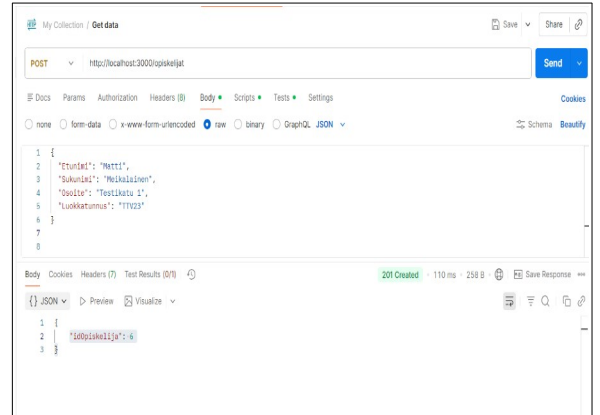 My Collection / Get data
Save
Share
POST http://localhost:3000/opiskelijat
Send
Docs Params Authorization Headers (8) Body Scripts Tests Settings Cookies
none form-data x-www-form-urlencoded raw binary GraphQL JSON Schema Beautify
1 {
2 "Etunimi": "Matti",
3 "Sukunimi": "Meikalainen",
4 "Osoite": "Testikatu 1",
5 "Luokkatunnus": "TTV23"
6 }
7
8
Body Cookies Headers (7) Test Results (0/1) 201 Created · 110 ms · 258 B · Save Response
{} JSON Preview Visualize
1 {
2 "idOpiskelija": 6
3 }